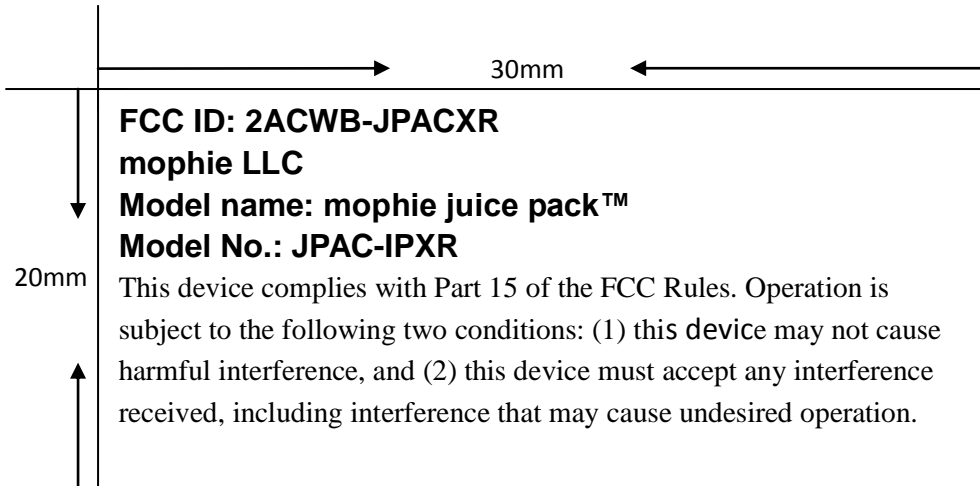 30mm
FCC ID: 2ACWB-JPACXR
mophie LLC
Model name: mophie juice pack™
Model No.: JPAC-IPXR
20mm
This device complies with Part 15 of the FCC Rules. Operation is
subject to the following two conditions: (1) this device may not cause
harmful interference, and (2) this device must accept any interference
received, including interference that may cause undesired operation.